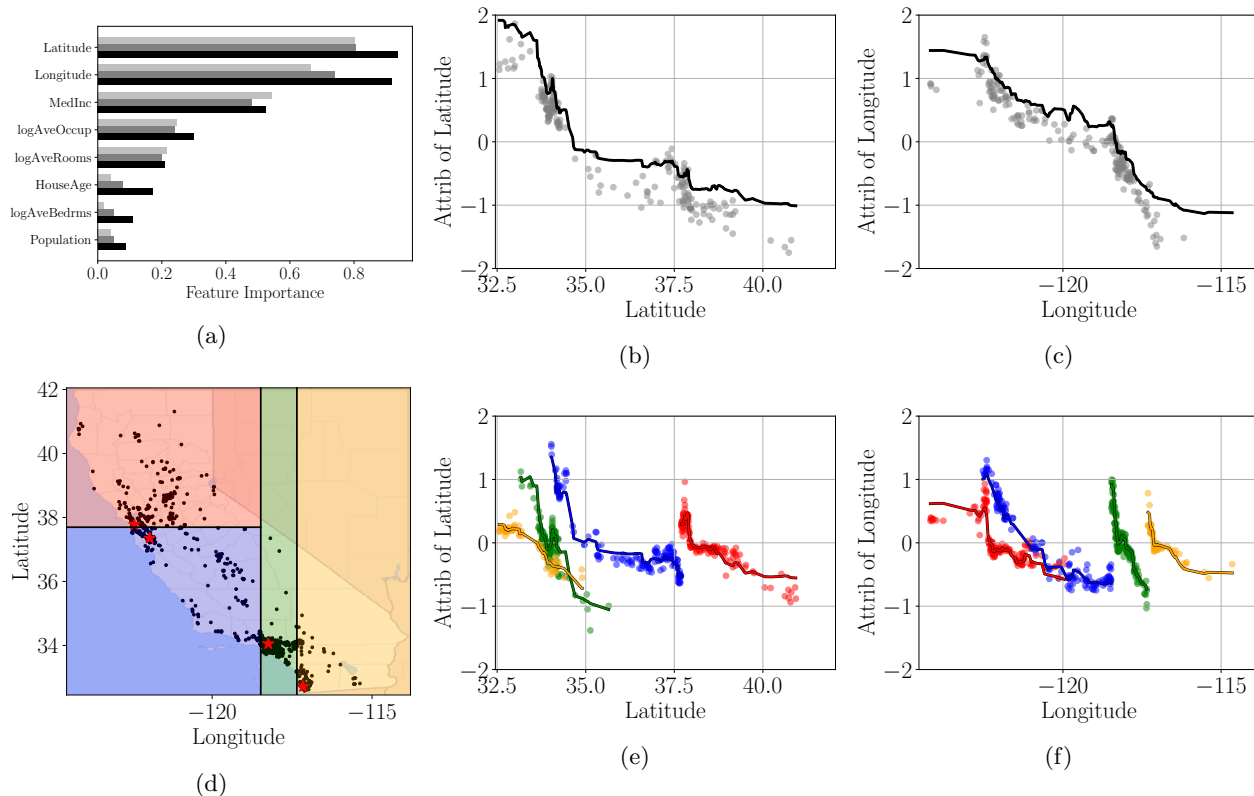 Latitude
Longitude
MedInc
logAveOccup
logAveRooms
HouseAge
logAveBedrms
Population
0.0 0.2 0.4 0.6 0.8
Feature Importance
(a)
Attrib of Latitude
2
1
0
−1
−2
32.5 35.0 37.5 40.0
Latitude
(b)
Attrib of Longitude
2
1
0
−1
−2
−120 −115
Longitude
(c)
Latitude
42
40
38
36
34
−120 −115
Longitude
(d)
Attrib of Latitude
2
1
0
−1
−2
32.5 35.0 37.5 40.0
Latitude
(e)
Attrib of Longitude
2
1
0
−1
−2
−120 −115
Longitude
(f)